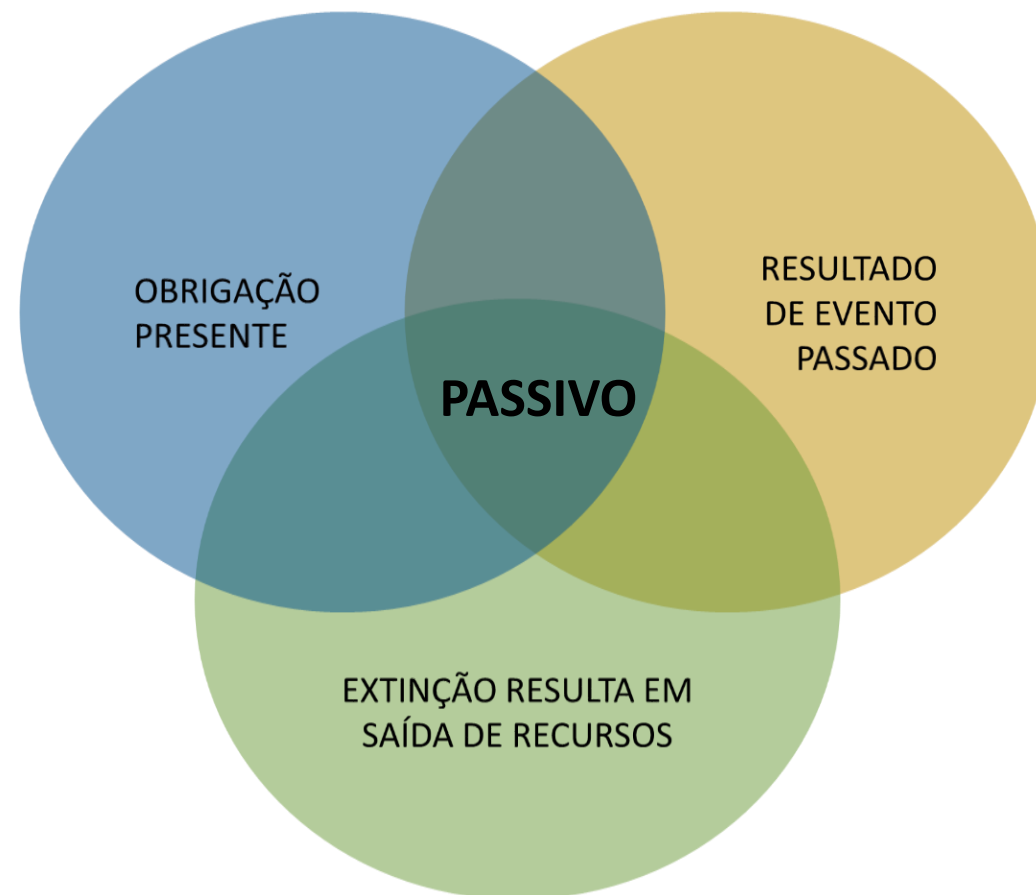 OBRIGAÇÃO
PRESENTE
RESULTADO
DE EVENTO
PASSADO
PASSIVO
EXTINÇÃO RESULTA EM
SAÍDA DE RECURSOS